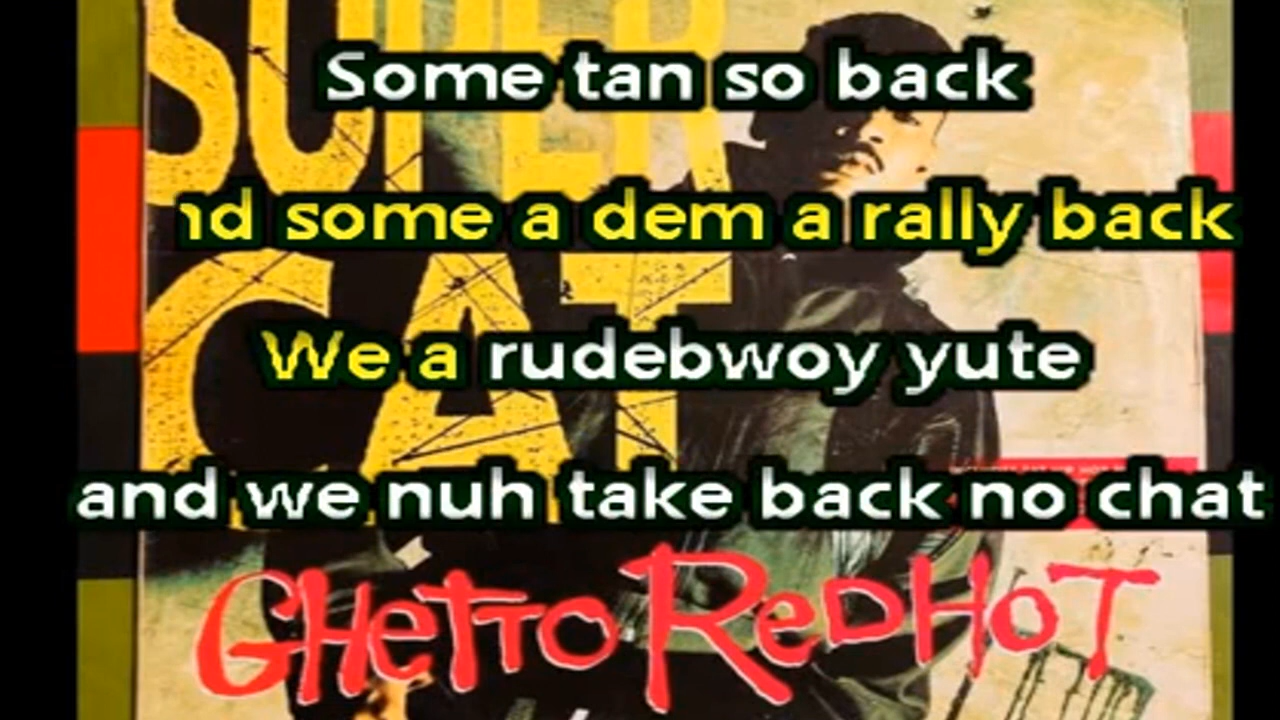 SUPER
Some tan so back
nd some a dem a rally back
CAT
We a rudebwoy yute
and we nuh take back no chat
GHETTO RED HOT